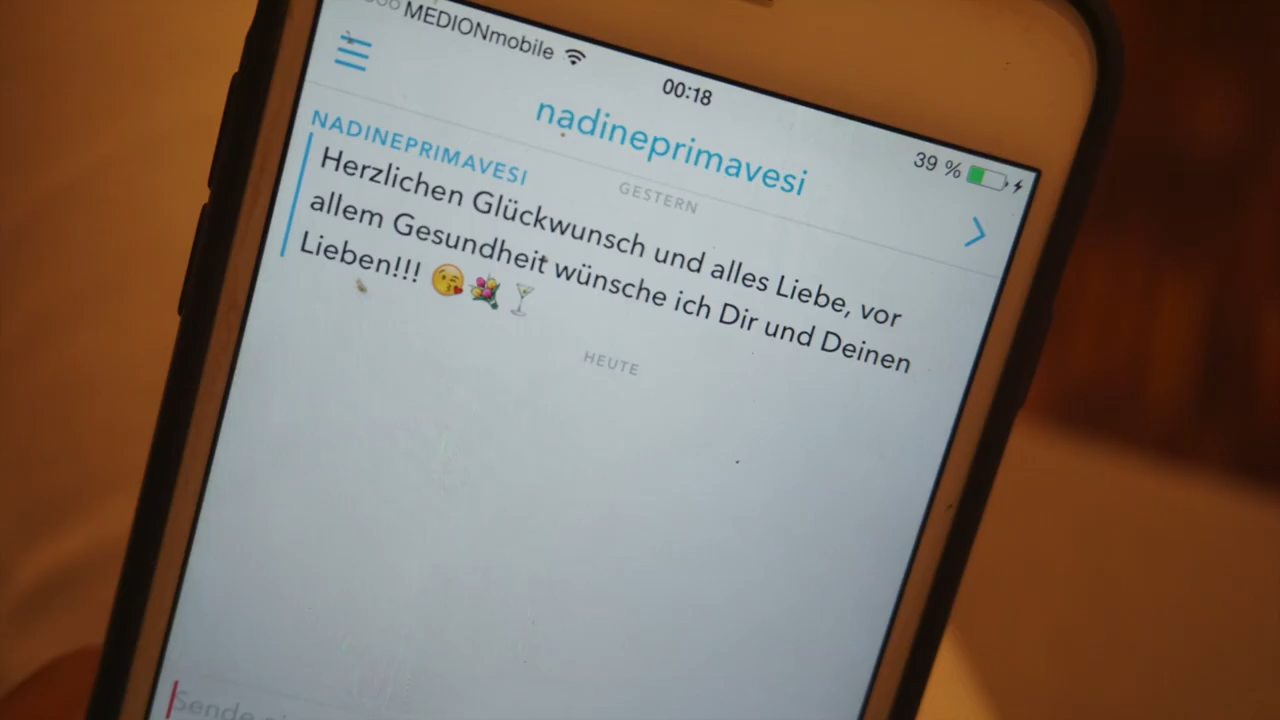 MEDIONmobile
00:18
39 %
nadineprimavesi
GESTERN
NADINEPRIMAVESI
Herzlichen Glückwunsch und alles Liebe, vor
allem Gesundheit wünsche ich Dir und Deinen
Lieben!!! 😘💐🍸
HEUTE
Sende